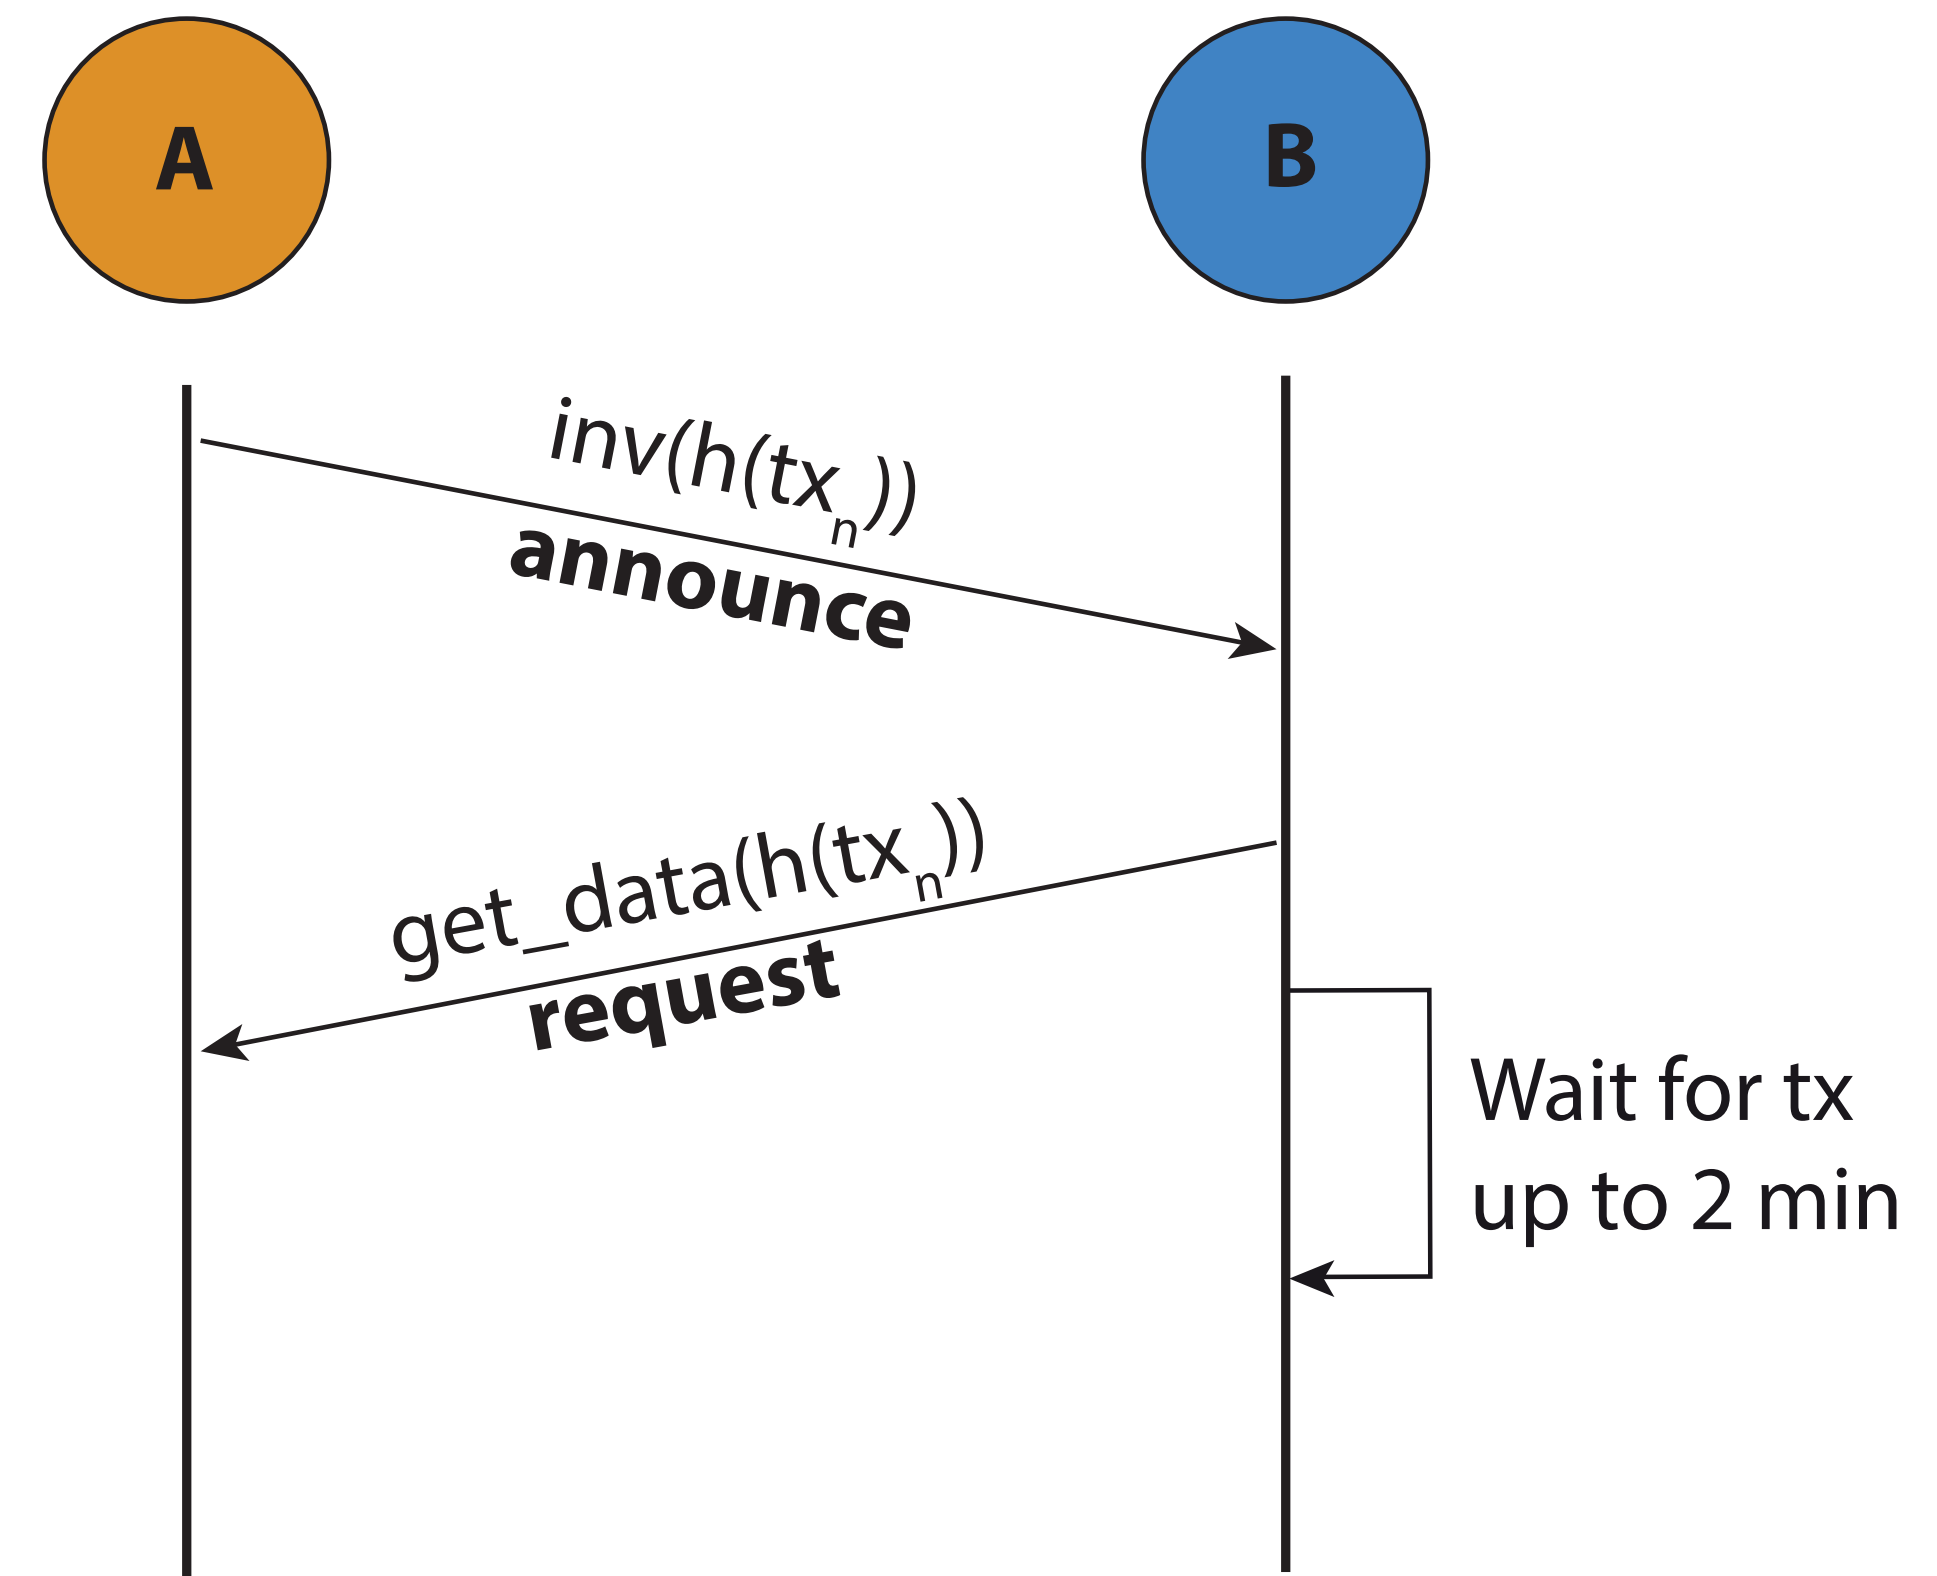 A
B
inv(h(txₙ))
announce
get_data(h(txₙ))
request
Wait for tx
up to 2 min